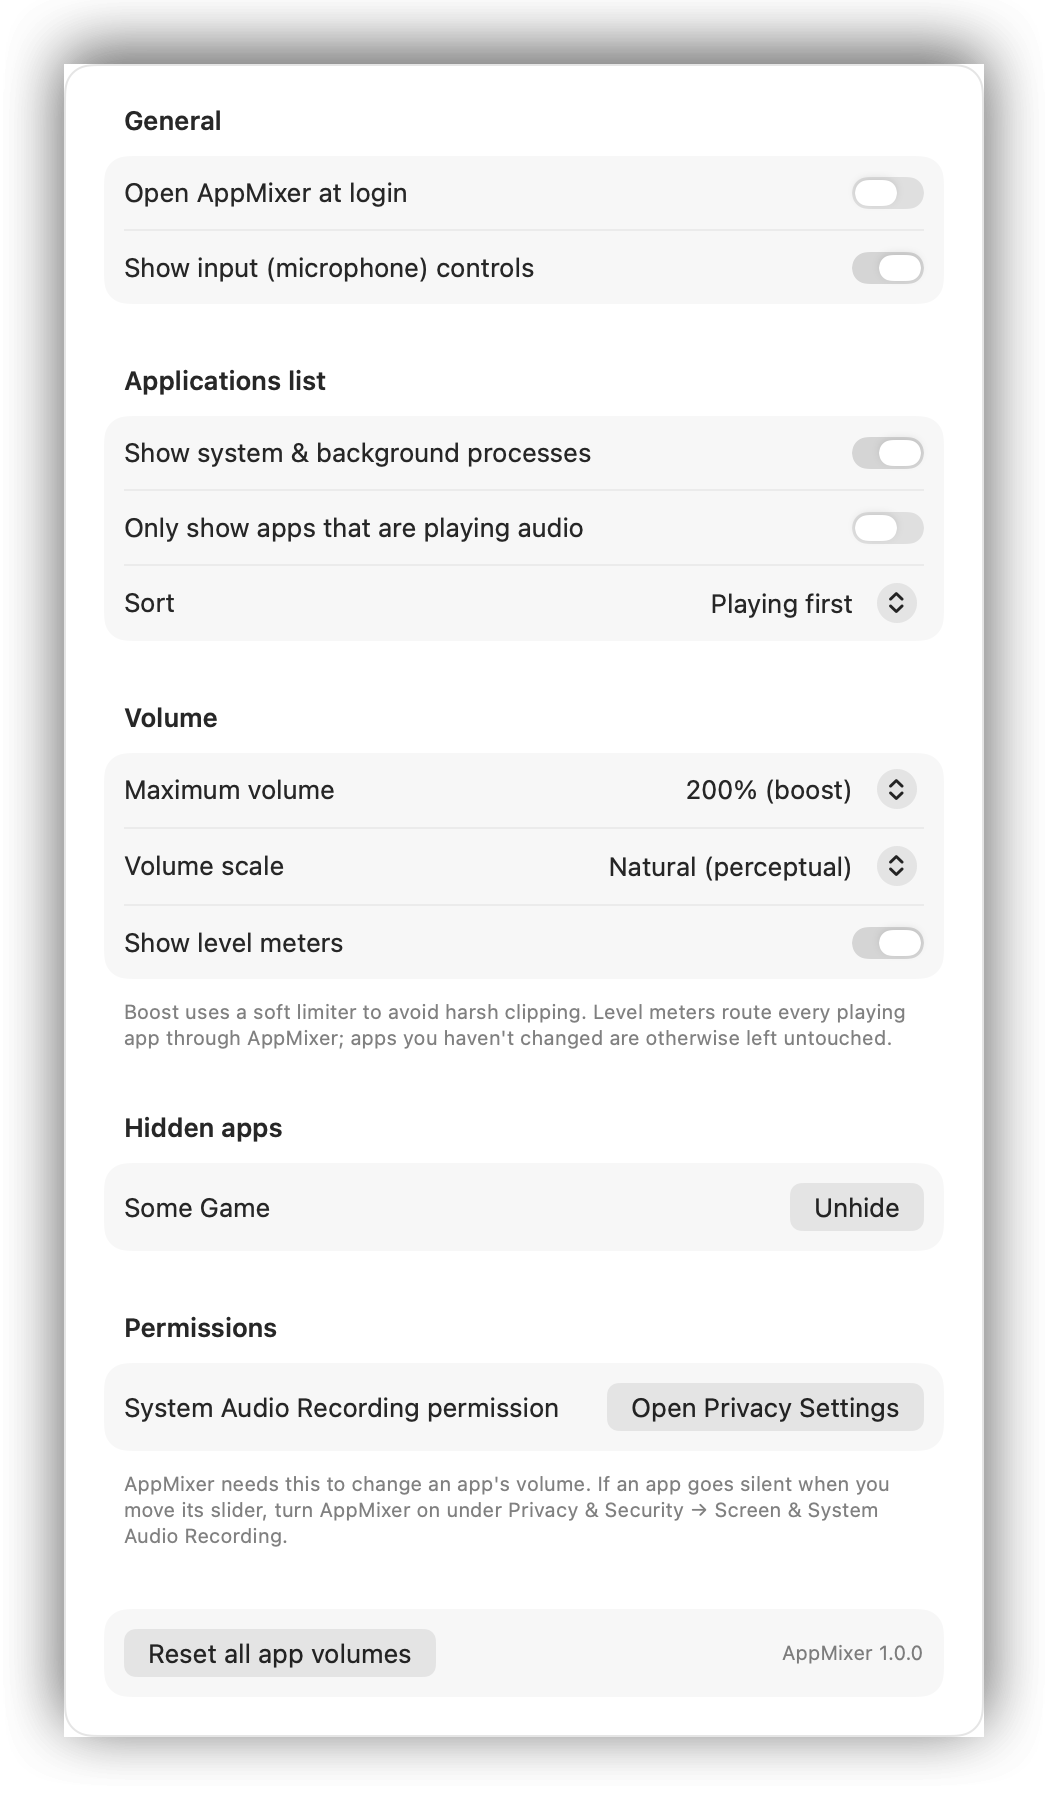 General
Open AppMixer at login
Show input (microphone) controls
Applications list
Show system & background processes
Only show apps that are playing audio
Sort Playing first
Volume
Maximum volume 200% (boost)
Volume scale Natural (perceptual)
Show level meters
Boost uses a soft limiter to avoid harsh clipping. Level meters route every playing
app through AppMixer; apps you haven't changed are otherwise left untouched.
Hidden apps
Some Game Unhide
Permissions
System Audio Recording permission Open Privacy Settings
AppMixer needs this to change an app's volume. If an app goes silent when you
move its slider, turn AppMixer on under Privacy & Security → Screen & System
Audio Recording.
Reset all app volumes AppMixer 1.0.0